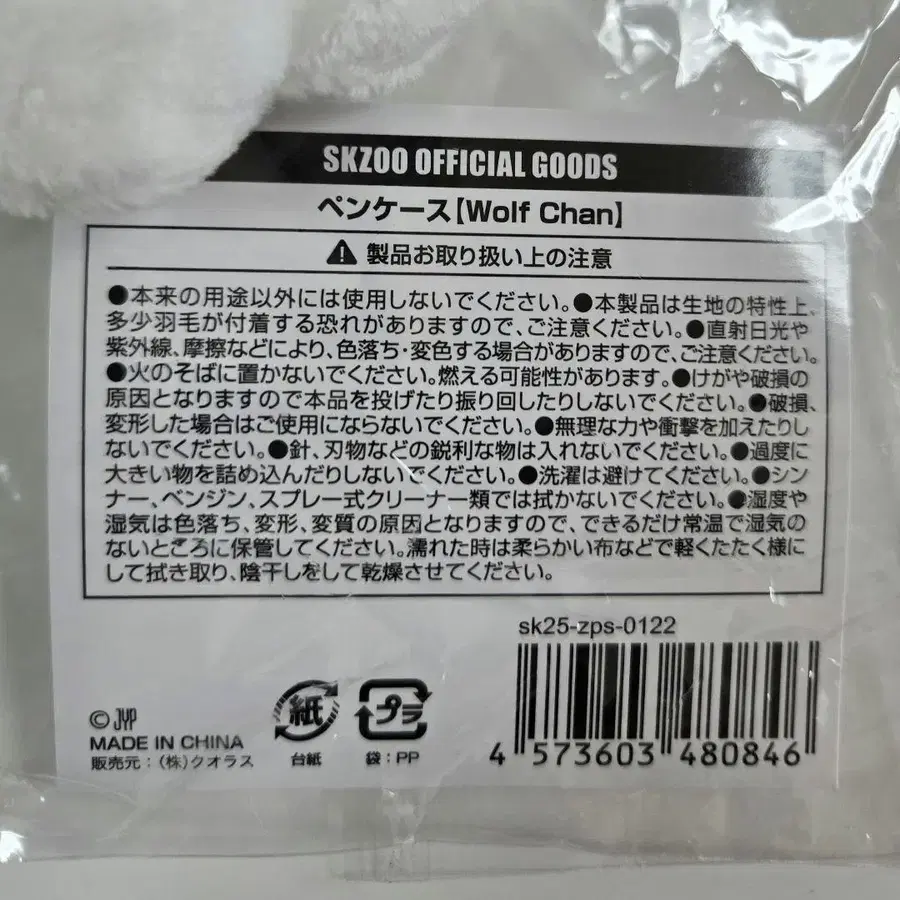 SKZOO OFFICIAL GOODS
ペンケース【Wolf Chan】
⚠ 製品お取り扱い上の注意
●本来の用途以外には使用しないでください。●本製品は生地の特性上、
多少羽毛が付着する恐れがありますので、ご注意ください。●直射日光や
紫外線、摩擦などにより、色落ち・変色する場合がありますので、ご注意ください。
●火のそばに置かないでください。燃える可能性があります。●けがや破損の
原因となりますので本品を投げたり振り回したりしないでください。●破損、
変形した場合はご使用にならないでください。●無理な力や衝撃を加えたりし
ないでください。●針、刃物などの鋭利な物は入れないでください。●過度に
大きい物を詰め込んだりしないでください。●洗濯は避けてください。●シン
ナー、ベンジン、スプレー式クリーナー類では拭かないでください。●湿度や
湿気は色落ち、変形、変質の原因となりますので、できるだけ常温で湿気の
ないところに保管してください。濡れた時は柔らかい布などで軽くたたく様に
して拭き取り、陰干しをして乾燥させてください。
sk25-zps-0122
© JYP
MADE IN CHINA
販売元：(株)クオラス
紙
台紙
プラ
袋：PP
4 573603 480846